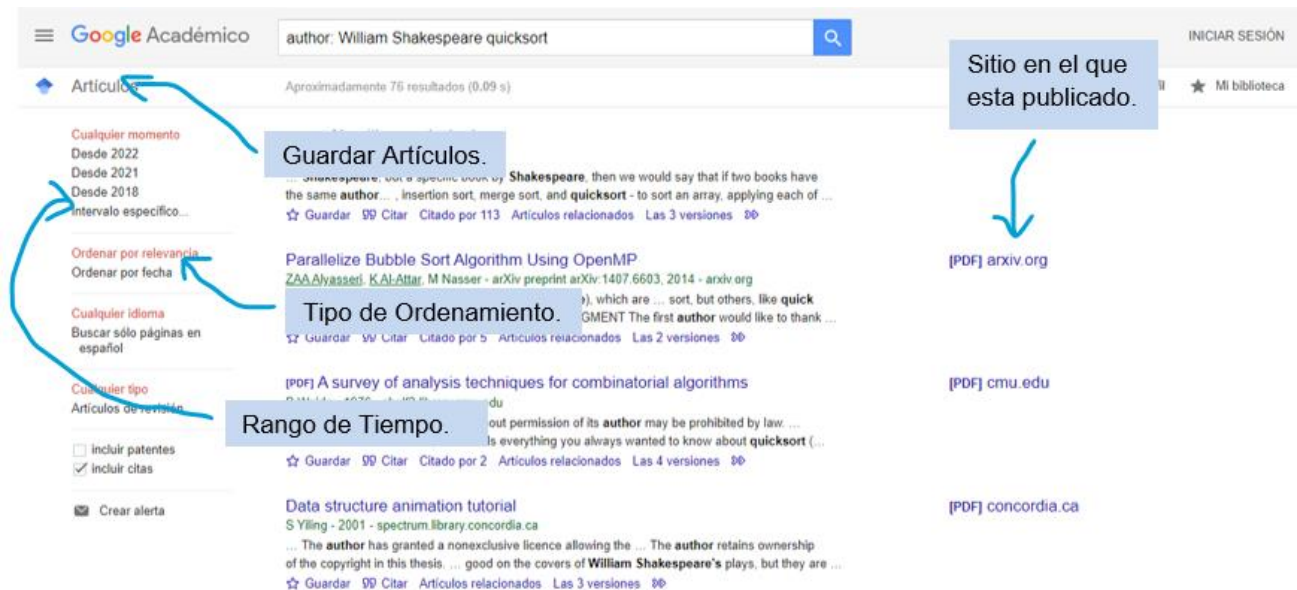 Google Académico
author: William Shakespeare quicksort
INICIAR SESIÓN
Artículos
Aproximadamente 76 resultados (0.09 s)
Mi biblioteca
Sitio en el que
esta publicado.
Guardar Artículos.
Tipo de Ordenamiento.
Rango de Tiempo.
Cualquier momento
Desde 2022
Desde 2021
Desde 2018
Intervalo específico...
Ordenar por relevancia
Ordenar por fecha
Cualquier idioma
Buscar sólo páginas en
español
Cualquier tipo
Artículos de revisión
incluir patentes
incluir citas
Crear alerta
... Shakespeare, but a specific book by Shakespeare, then we would say that if two books have
the same author... , insertion sort, merge sort, and quicksort - to sort an array, applying each of ...
Guardar Citar Citado por 113 Artículos relacionados Las 3 versiones
Parallelize Bubble Sort Algorithm Using OpenMP
[PDF] arxiv.org
ZAA Alyasseri, K Al-Attar, M Nasser - arXiv preprint arXiv:1407.6603, 2014 - arxiv.org
), which are ... sort, but others, like quick
GMENT The first author would like to thank ...
Guardar Citar Citado por 5 Artículos relacionados Las 2 versiones
[PDF] A survey of analysis techniques for combinatorial algorithms
[PDF] cmu.edu
out permission of its author may be prohibited by law. ...
ls everything you always wanted to know about quicksort (...
Guardar Citar Citado por 2 Artículos relacionados Las 4 versiones
Data structure animation tutorial
[PDF] concordia.ca
S Yiling - 2001 - spectrum.library.concordia.ca
... The author has granted a nonexclusive licence allowing the ... The author retains ownership
of the copyright in this thesis. ... good on the covers of William Shakespeare's plays, but they are ...
Guardar Citar Artículos relacionados Las 3 versiones